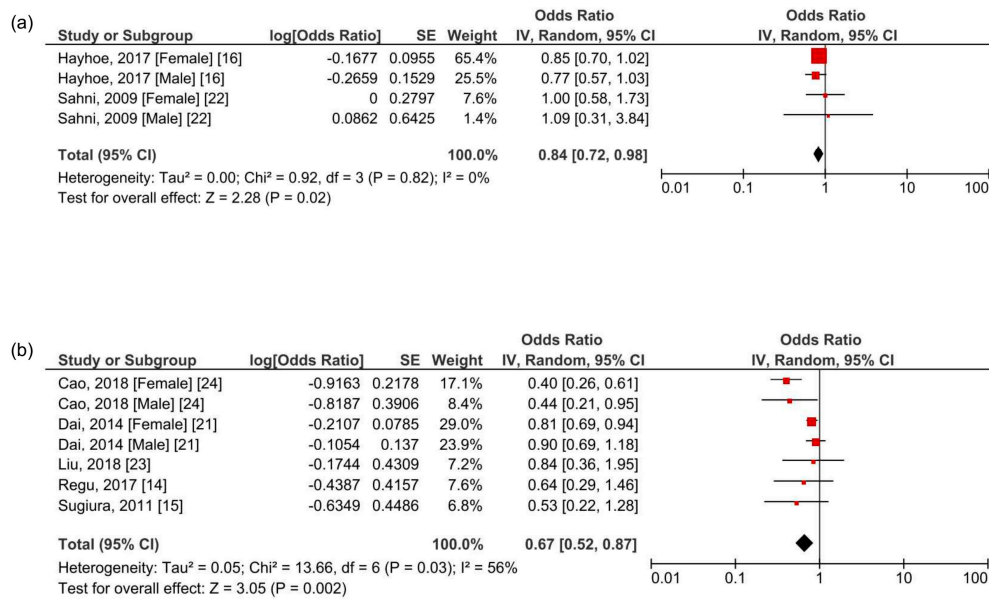 (a)
Odds Ratio Odds Ratio
Study or Subgroup log[Odds Ratio] SE Weight IV, Random, 95% CI IV, Random, 95% CI
Hayhoe, 2017 [Female] [16] -0.1677 0.0955 65.4% 0.85 [0.70, 1.02]
Hayhoe, 2017 [Male] [16] -0.2659 0.1529 25.5% 0.77 [0.57, 1.03]
Sahni, 2009 [Female] [22] 0 0.2797 7.6% 1.00 [0.58, 1.73]
Sahni, 2009 [Male] [22] 0.0862 0.6425 1.4% 1.09 [0.31, 3.84]
Total (95% CI) 100.0% 0.84 [0.72, 0.98]
Heterogeneity: Tau² = 0.00; Chi² = 0.92, df = 3 (P = 0.82); I² = 0%
Test for overall effect: Z = 2.28 (P = 0.02)
0.01 0.1 1 10 100
(b)
Odds Ratio Odds Ratio
Study or Subgroup log[Odds Ratio] SE Weight IV, Random, 95% CI IV, Random, 95% CI
Cao, 2018 [Female] [24] -0.9163 0.2178 17.1% 0.40 [0.26, 0.61]
Cao, 2018 [Male] [24] -0.8187 0.3906 8.4% 0.44 [0.21, 0.95]
Dai, 2014 [Female] [21] -0.2107 0.0785 29.0% 0.81 [0.69, 0.94]
Dai, 2014 [Male] [21] -0.1054 0.137 23.9% 0.90 [0.69, 1.18]
Liu, 2018 [23] -0.1744 0.4309 7.2% 0.84 [0.36, 1.95]
Regu, 2017 [14] -0.4387 0.4157 7.6% 0.64 [0.29, 1.46]
Sugiura, 2011 [15] -0.6349 0.4486 6.8% 0.53 [0.22, 1.28]
Total (95% CI) 100.0% 0.67 [0.52, 0.87]
Heterogeneity: Tau² = 0.05; Chi² = 13.66, df = 6 (P = 0.03); I² = 56%
Test for overall effect: Z = 3.05 (P = 0.002)
0.01 0.1 1 10 100